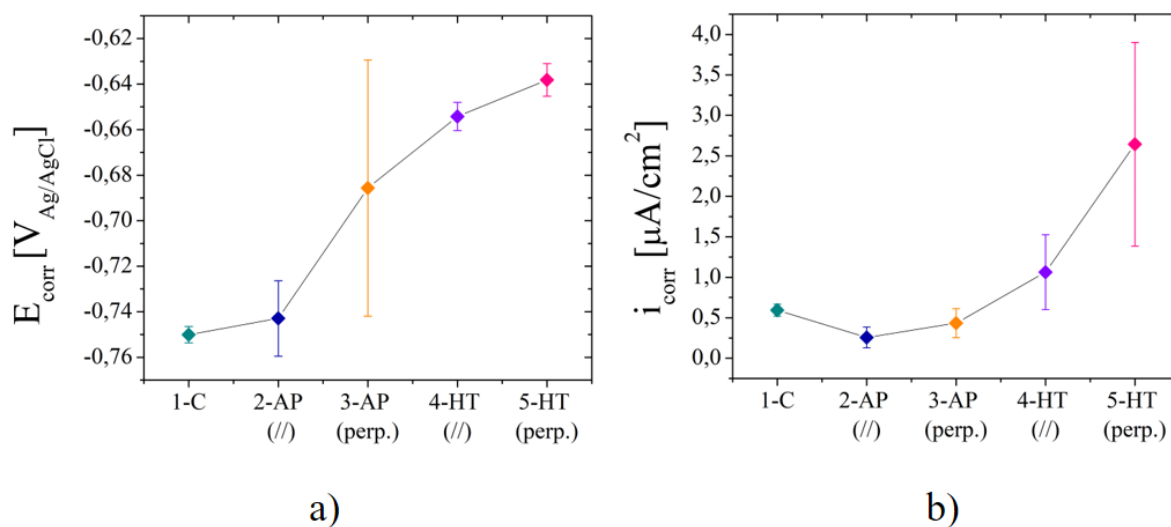 -0,62
-0,64
-0,66
-0,68
-0,70
-0,72
-0,74
-0,76
E_corr [V_Ag/AgCl]
1-C 2-AP 3-AP 4-HT 5-HT
(//) (perp.) (//) (perp.)
a)
4,0
3,5
3,0
2,5
2,0
1,5
1,0
0,5
0,0
i_corr [µA/cm²]
1-C 2-AP 3-AP 4-HT 5-HT
(//) (perp.) (//) (perp.)
b)